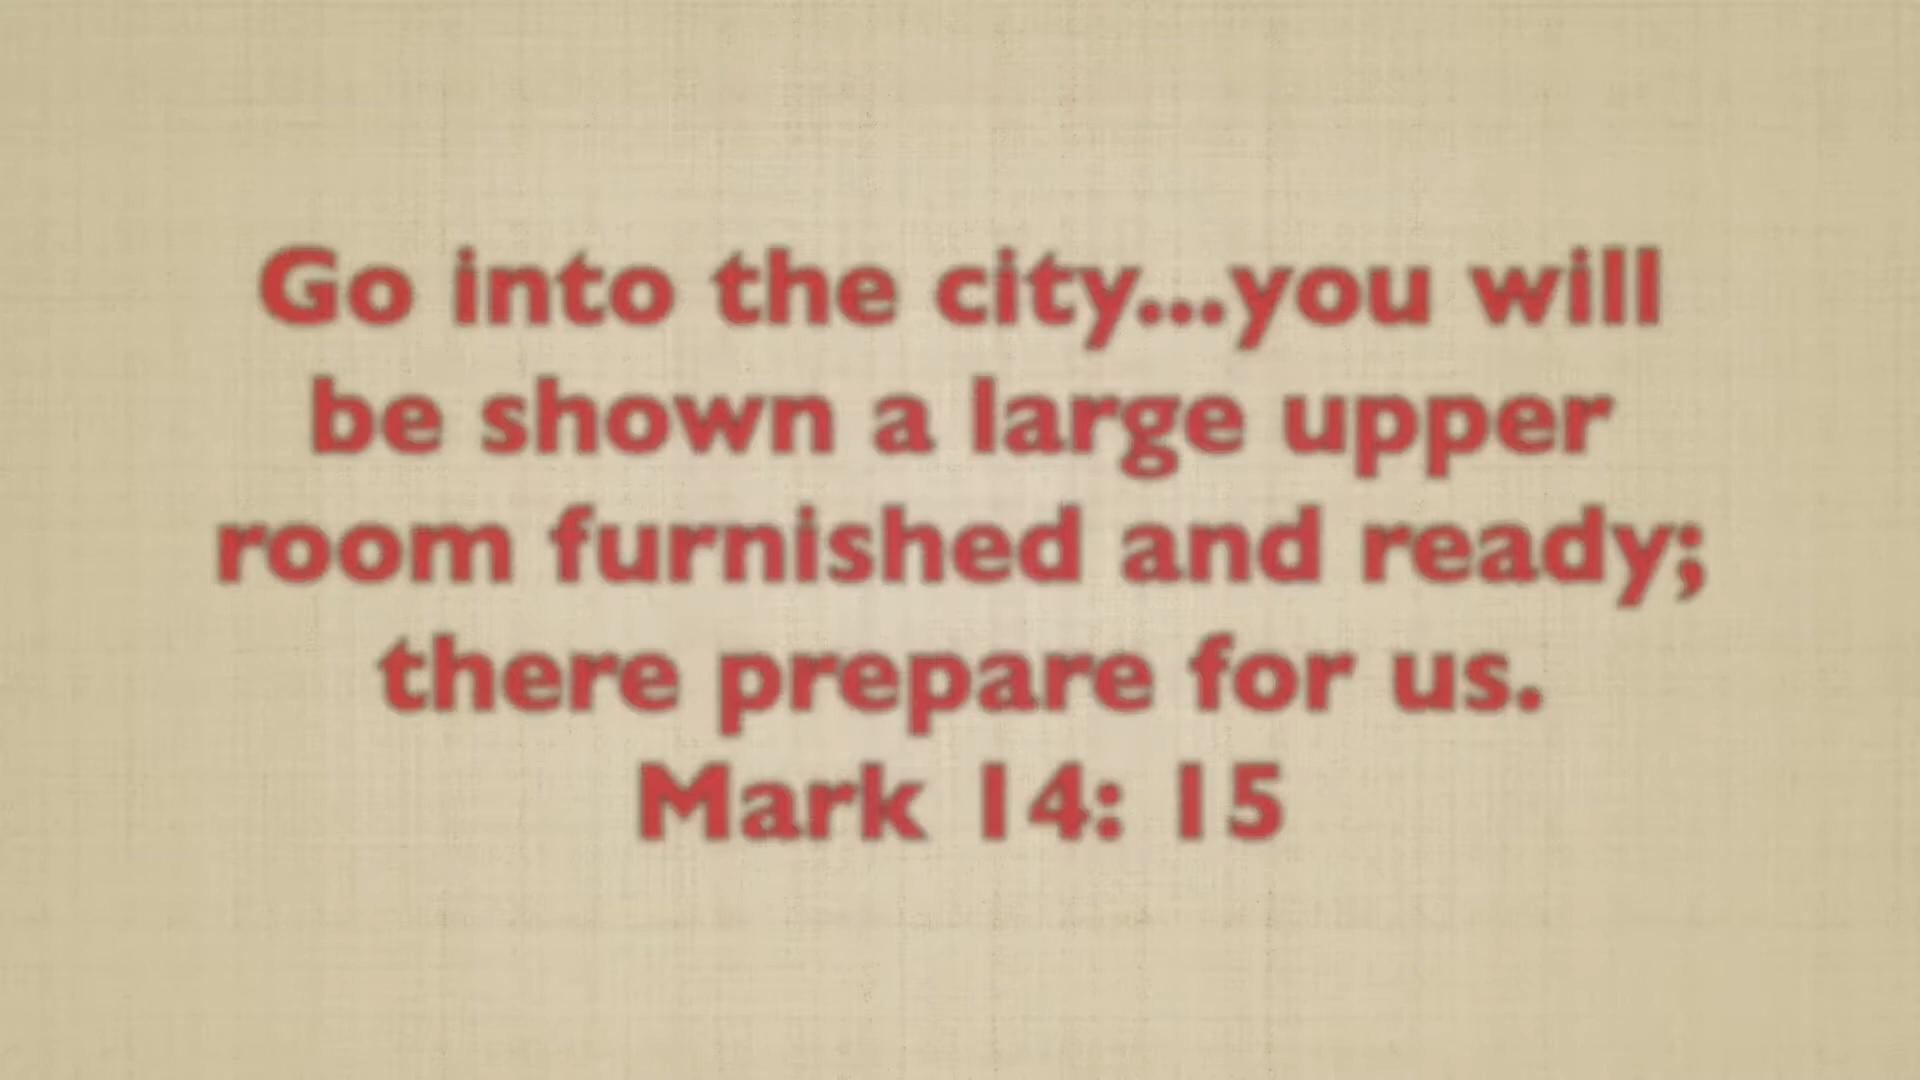 Go into the city...you will
be shown a large upper
room furnished and ready;
there prepare for us.
Mark 14: 15